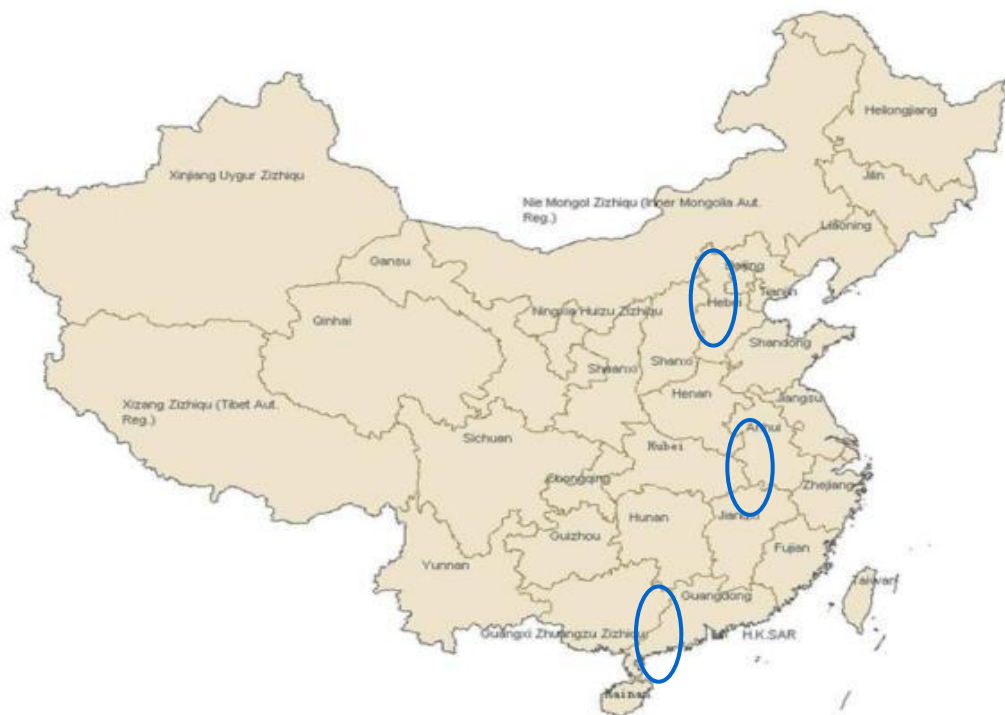 Heilongjiang
Xinjiang Uygur Zizhiqu
Jilin
Nie Mongol Zizhiqu (Inner Mongolia Aut.
Reg.)
Liaoning
Gansu
Beijing
Tianjin
Hebei
Ningxia Huizu Zizhiqu
Qinhai
Shandong
Shaanxi
Shanxi
Henan
Jiangsu
Xizang Zizhiqu (Tibet Aut.
Reg.)
Anhui
Sichuan
Hubei
Chongqing
Zhejiang
Hunan
Jiangxi
Guizhou
Fujian
Yunnan
Taiwan
Guangdong
Guangxi Zhuangzu Zizhiqu
H.K.SAR
Hainan